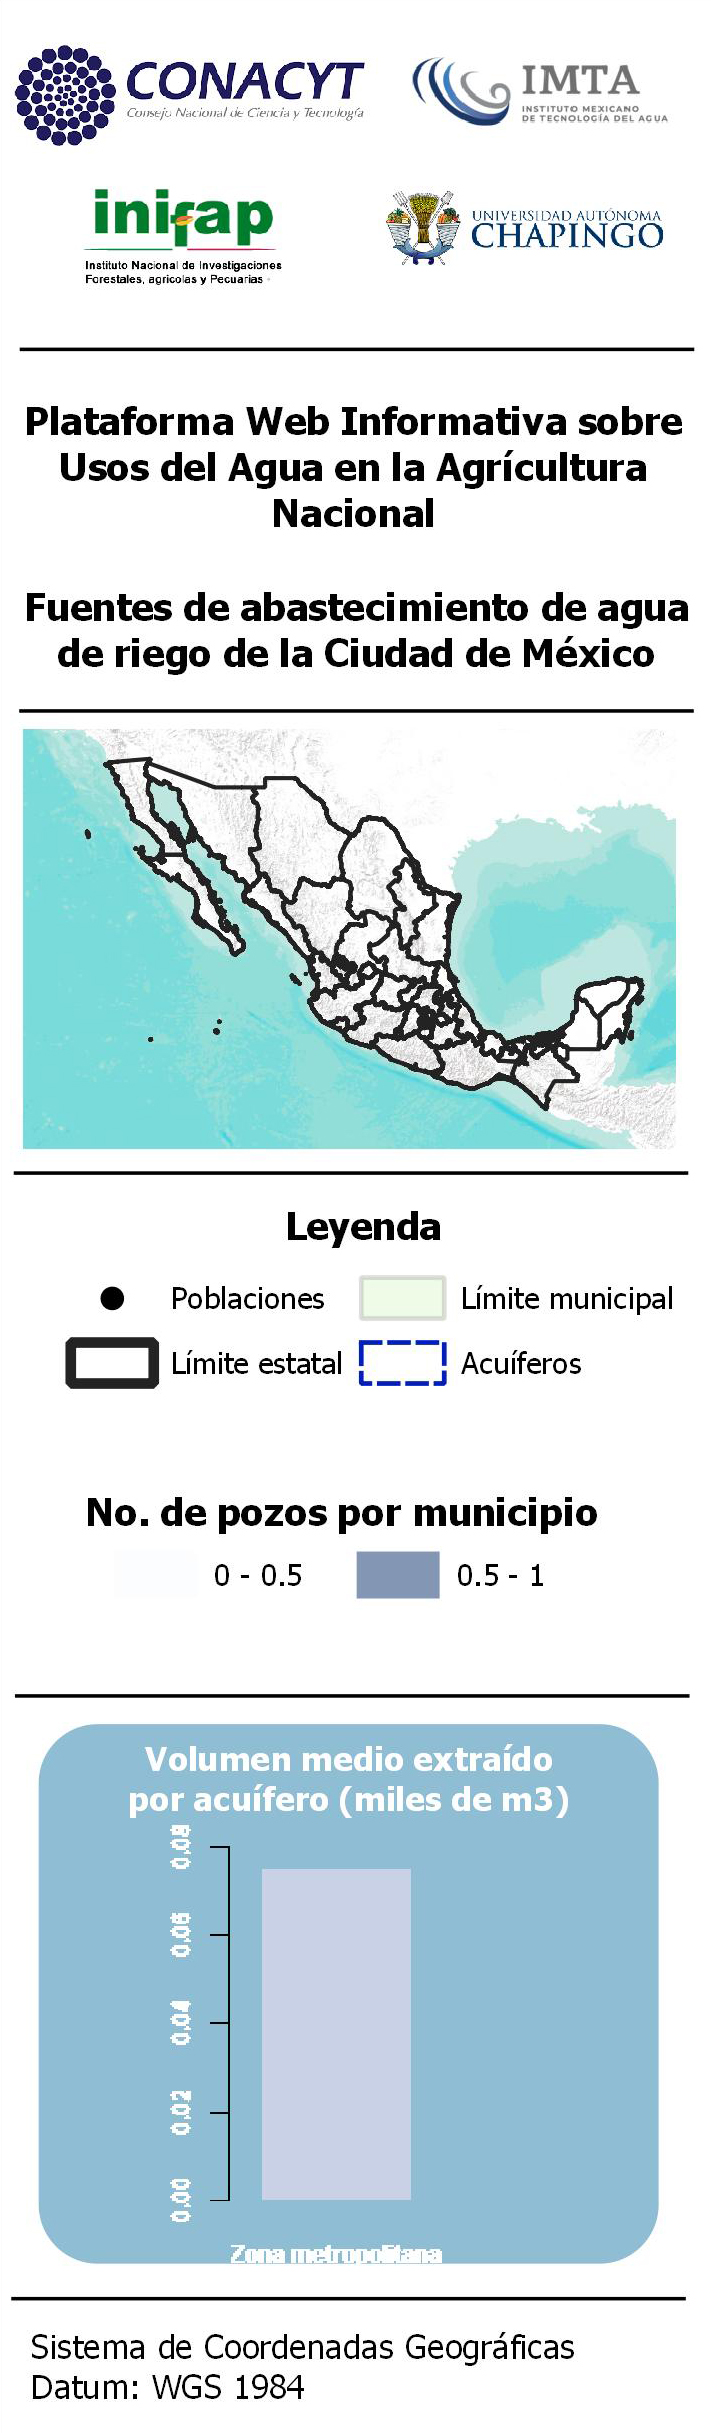 CONACYT
Consejo Nacional de Ciencia y Tecnología
IMTA
INSTITUTO MEXICANO
DE TECNOLOGÍA DEL AGUA
inifap
Instituto Nacional de Investigaciones
Forestales, agricolas y Pecuarias
UNIVERSIDAD AUTÓNOMA
CHAPINGO
Plataforma Web Informativa sobre
Usos del Agua en la Agrícultura
Nacional
Fuentes de abastecimiento de agua
de riego de la Ciudad de México
Leyenda
Poblaciones
Límite municipal
Límite estatal
Acuíferos
No. de pozos por municipio
0 - 0.5
0.5 - 1
Volumen medio extraído
por acuífero (miles de m3)
0.08
0.06
0.04
0.02
0.00
Zona metropolitana
Sistema de Coordenadas Geográficas
Datum: WGS 1984